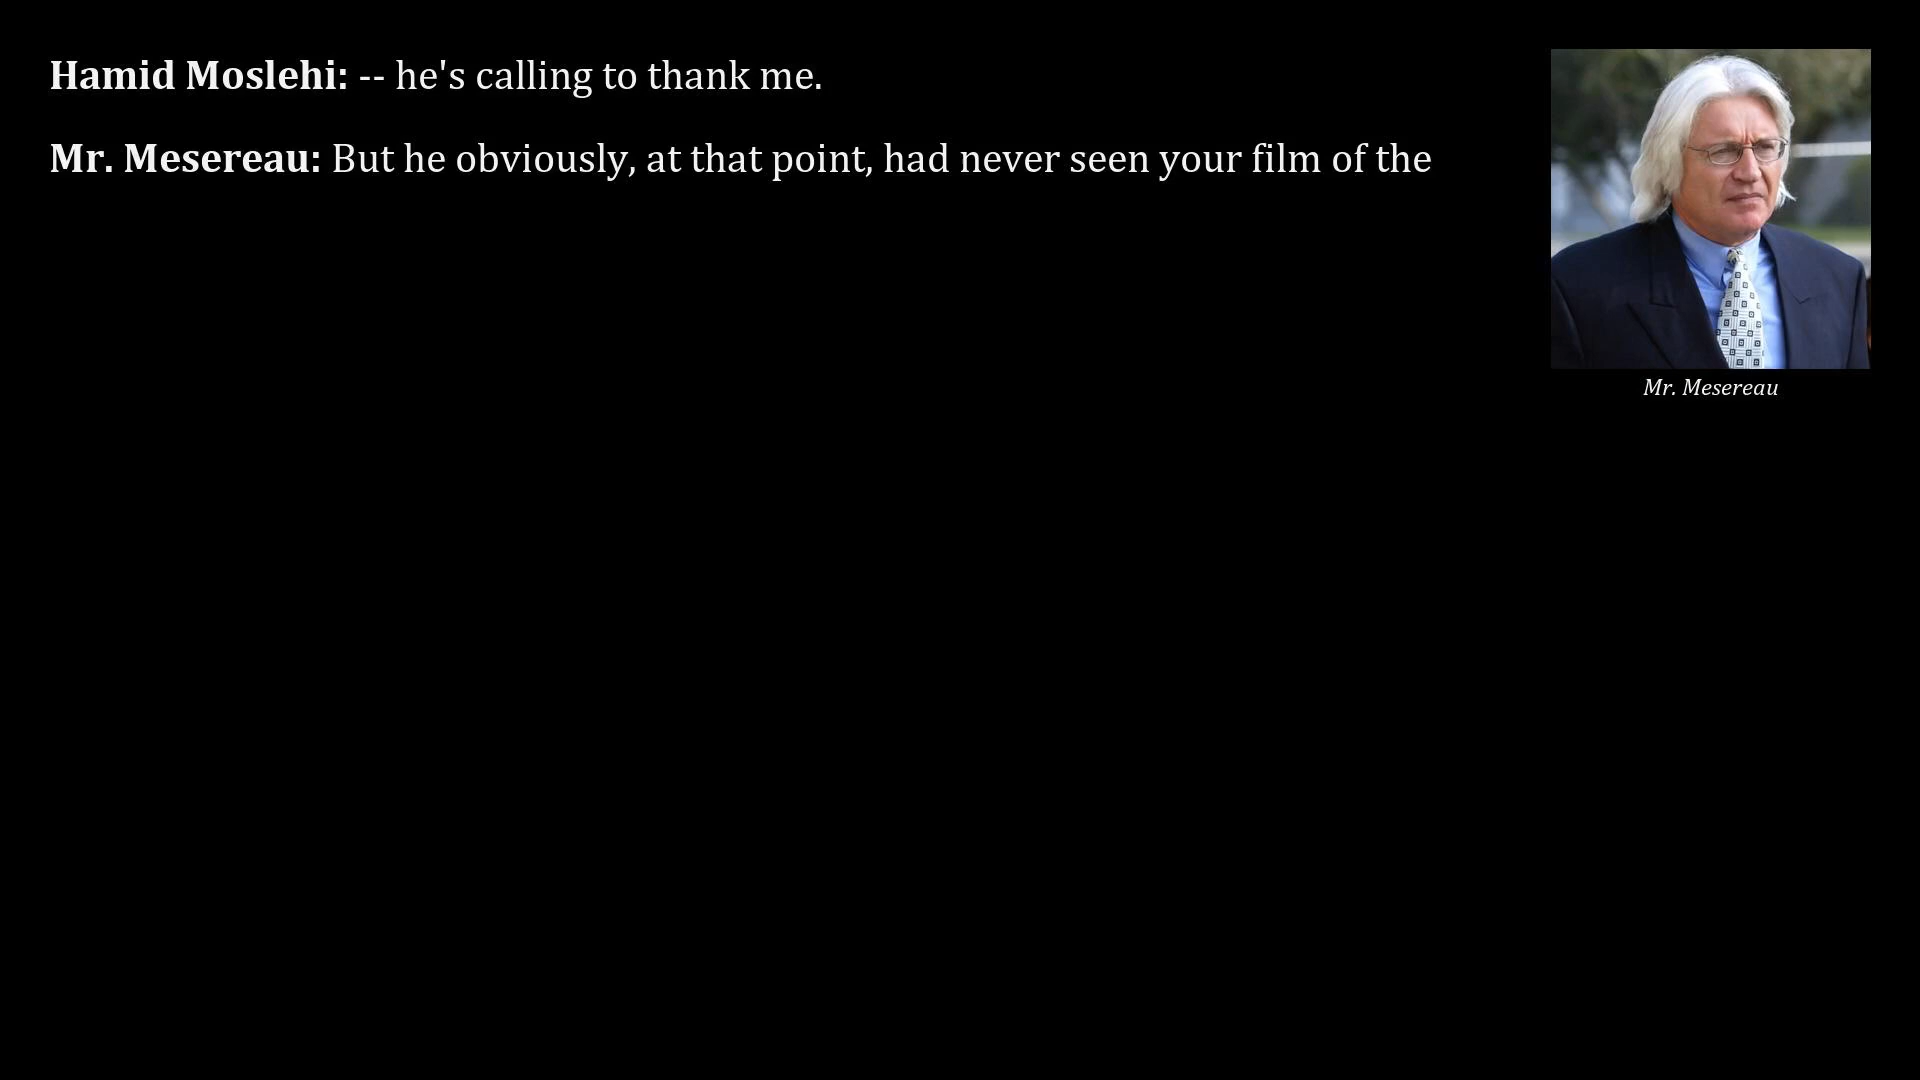 Hamid Moslehi: -- he's calling to thank me.
Mr. Mesereau: But he obviously, at that point, had never seen your film of the
Mr. Mesereau